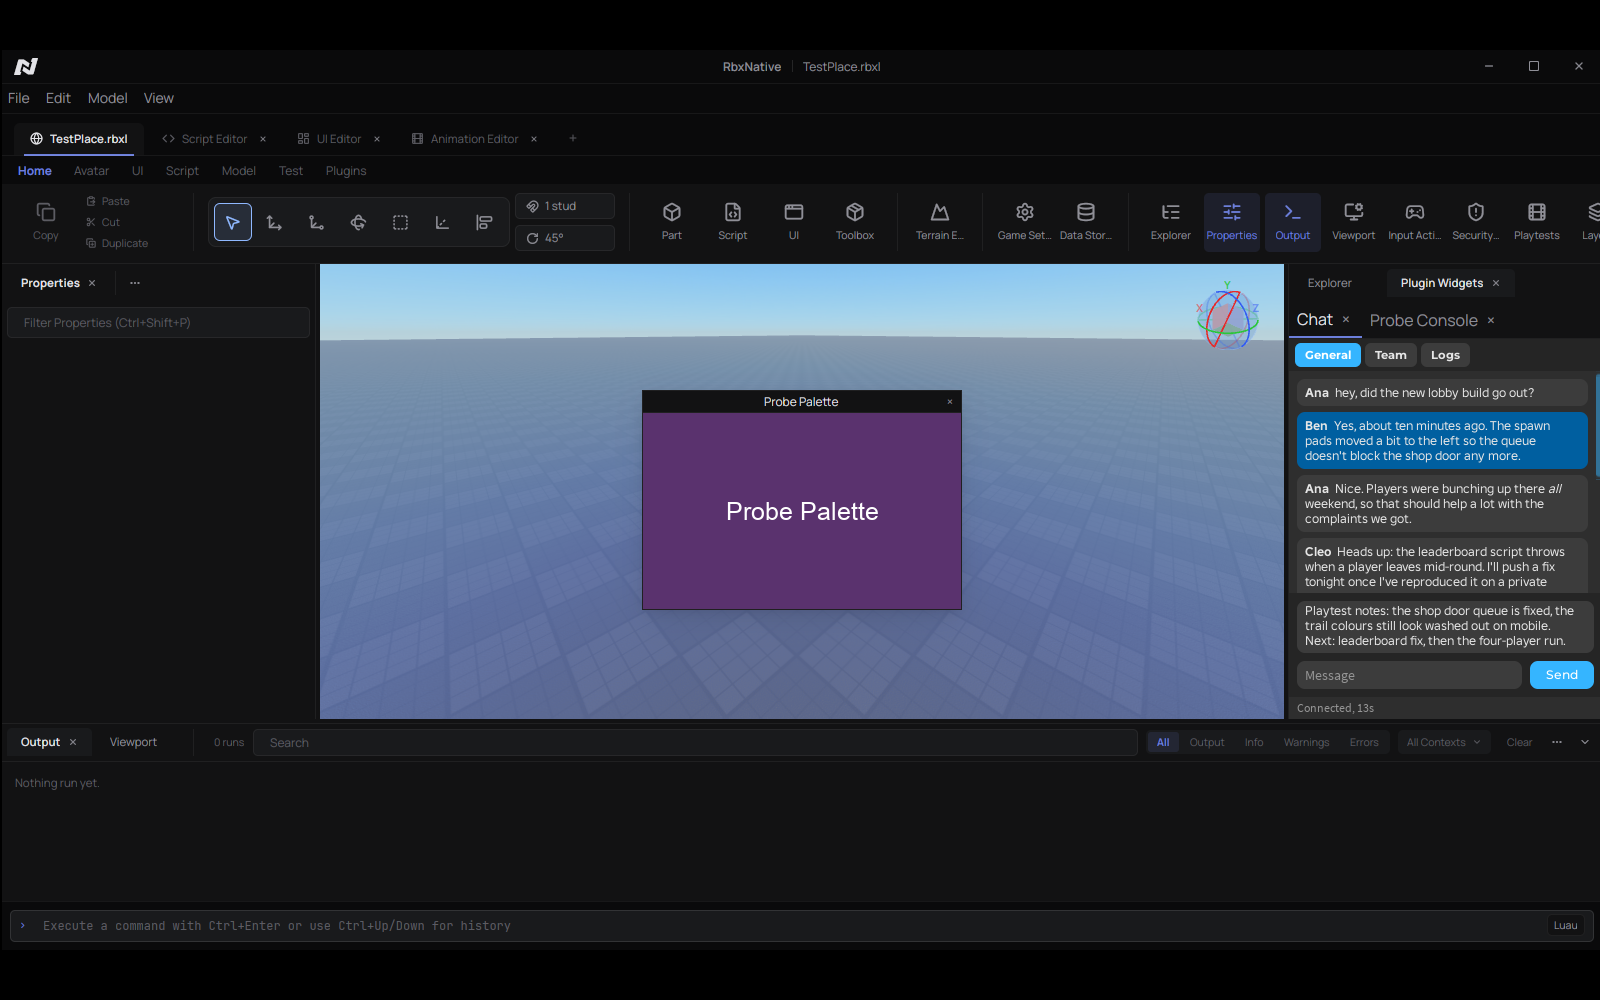 RbxNative
TestPlace.rbxl
File Edit Model View
TestPlace.rbxl
Script Editor
UI Editor
Animation Editor
Home Avatar UI Script Model Test Plugins
Copy
Paste
Cut
Duplicate
1 stud
45°
Part
Script
UI
Toolbox
Terrain E...
Game Set...
Data Stor...
Explorer
Properties
Output
Viewport
Input Acti...
Security...
Playtests
Properties
Filter Properties (Ctrl+Shift+P)
X
Y
Z
Probe Palette
Probe Palette
Explorer
Plugin Widgets
Chat
Probe Console
General
Team
Logs
Ana hey, did the new lobby build go out?
Ben Yes, about ten minutes ago. The spawn
pads moved a bit to the left so the queue
doesn't block the shop door any more.
Ana Nice. Players were bunching up there all
weekend, so that should help a lot with the
complaints we got.
Cleo Heads up: the leaderboard script throws
when a player leaves mid-round. I'll push a fix
tonight once I've reproduced it on a private
Playtest notes: the shop door queue is fixed, the
trail colours still look washed out on mobile.
Next: leaderboard fix, then the four-player run.
Message
Send
Connected, 13s
Output
Viewport
0 runs
Search
All
Output
Info
Warnings
Errors
All Contexts
Clear
Nothing run yet.
Execute a command with Ctrl+Enter or use Ctrl+Up/Down for history
Luau